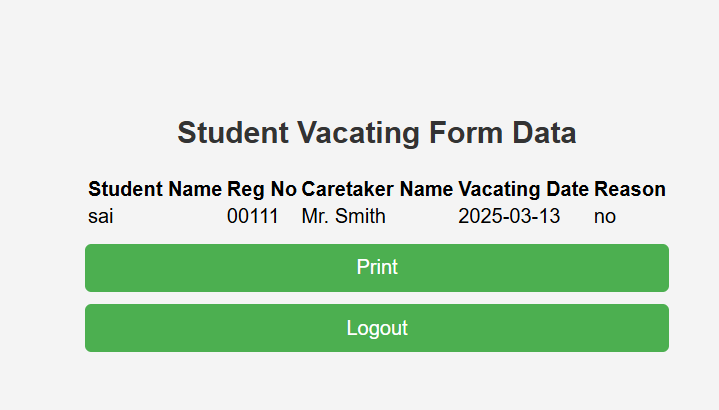 Student Vacating Form Data
Student Name Reg No Caretaker Name Vacating Date Reason
sai 00111 Mr. Smith 2025-03-13 no
Print
Logout